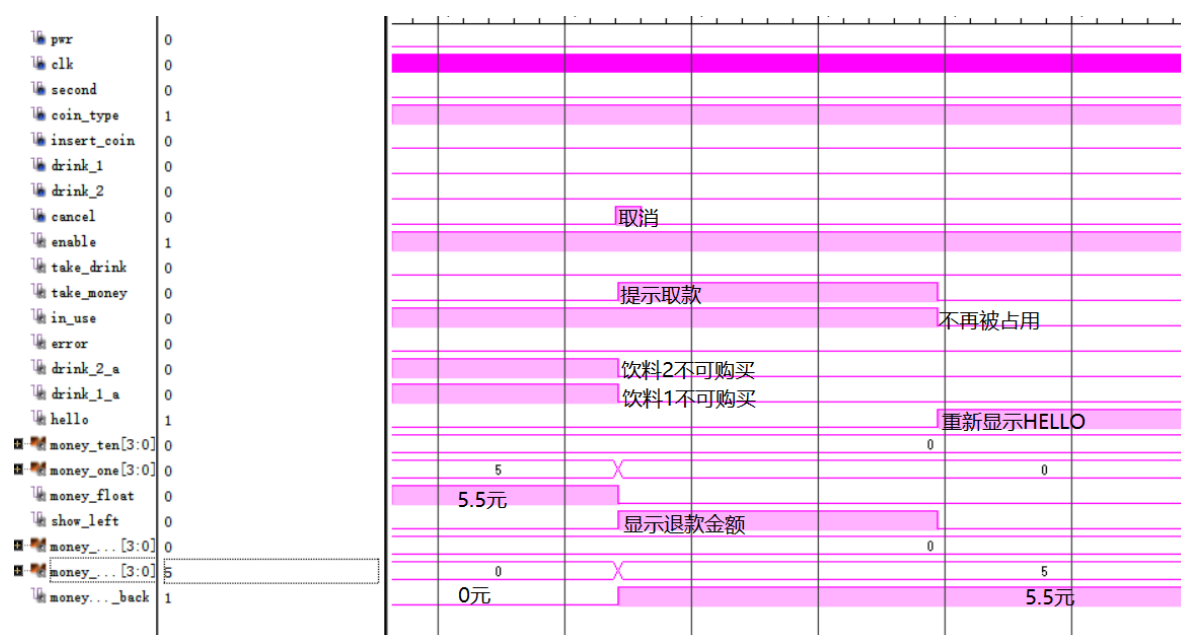 pwr 0
clk 0
second 0
coin_type 1
insert_coin 0
drink_1 0
drink_2 0
cancel 0 取消
enable 1
take_drink 0
take_money 0 提示取款
in_use 0 不再被占用
error 0
drink_2_a 0 饮料2不可购买
drink_1_a 0 饮料1不可购买
hello 1 重新显示HELLO
money_ten[3:0] 0 0
money_one[3:0] 0 5 0
money_float 0 5.5元
show_left 0 显示退款金额
money_...[3:0] 0 0
money_...[3:0] 5 0 5
money..._back 1 0元 5.5元